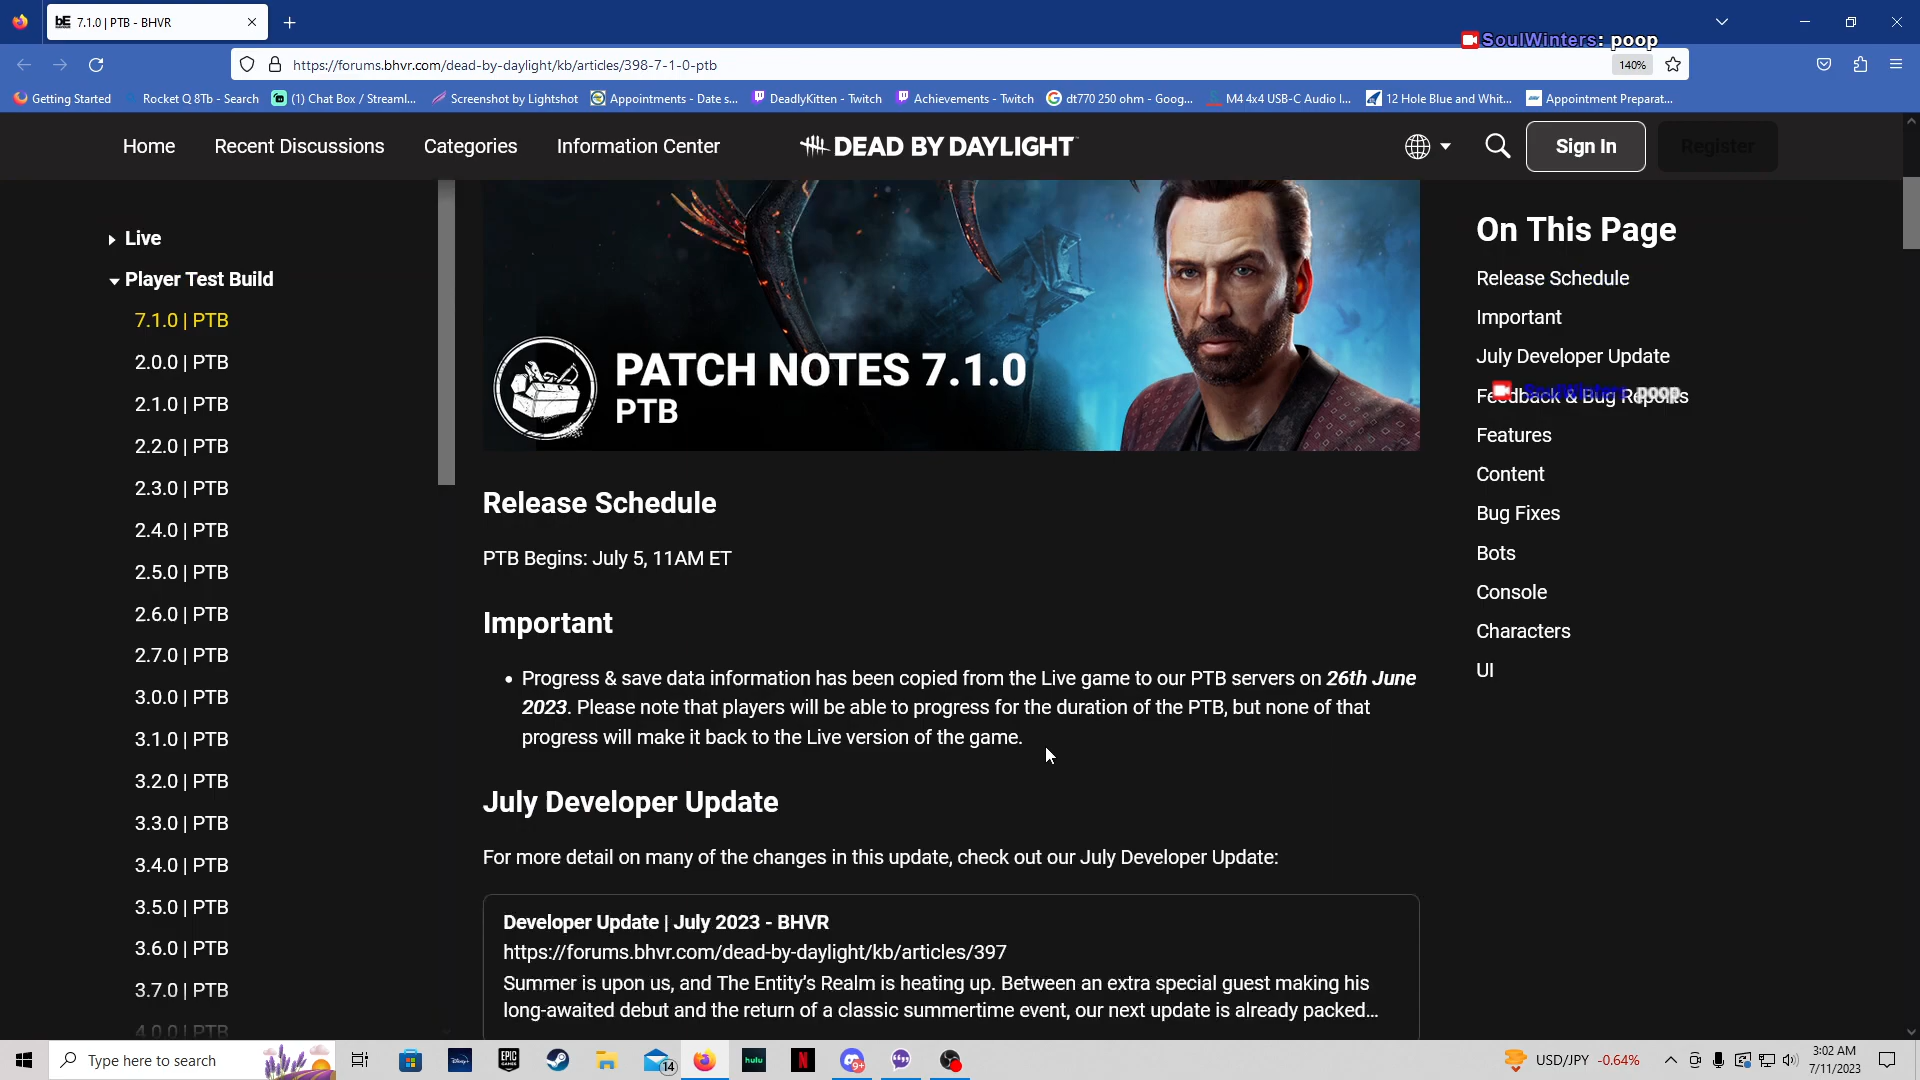 7.1.0 | PTB - BHVR
SoulWinters: poop
https://forums.bhvr.com/dead-by-daylight/kb/articles/398-7-1-0-ptb
140%
Getting Started
Rocket Q 8Tb - Search
(1) Chat Box / Streaml...
Screenshot by Lightshot
Appointments - Date s...
DeadlyKitten - Twitch
Achievements - Twitch
dt770 250 ohm - Goog...
M4 4x4 USB-C Audio I...
12 Hole Blue and Whit...
Appointment Preparat...
Home
Recent Discussions
Categories
Information Center
DEAD BY DAYLIGHT
Sign In
Register
Live
Player Test Build
7.1.0 | PTB
2.0.0 | PTB
2.1.0 | PTB
2.2.0 | PTB
2.3.0 | PTB
2.4.0 | PTB
2.5.0 | PTB
2.6.0 | PTB
2.7.0 | PTB
3.0.0 | PTB
3.1.0 | PTB
3.2.0 | PTB
3.3.0 | PTB
3.4.0 | PTB
3.5.0 | PTB
3.6.0 | PTB
3.7.0 | PTB
4.0.0 | PTB
PATCH NOTES 7.1.0
PTB
Release Schedule
PTB Begins: July 5, 11AM ET
Important
• Progress & save data information has been copied from the Live game to our PTB servers on 26th June
2023. Please note that players will be able to progress for the duration of the PTB, but none of that
progress will make it back to the Live version of the game.
July Developer Update
For more detail on many of the changes in this update, check out our July Developer Update:
Developer Update | July 2023 - BHVR
https://forums.bhvr.com/dead-by-daylight/kb/articles/397
Summer is upon us, and The Entity's Realm is heating up. Between an extra special guest making his
long-awaited debut and the return of a classic summertime event, our next update is already packed...
On This Page
Release Schedule
Important
July Developer Update
Feedback & Bug Reports
SoulWinters: poop
Features
Content
Bug Fixes
Bots
Console
Characters
UI
Type here to search
Disney+
EPIC GAMES
14
hulu
N
9+
USD/JPY -0.64%
3:02 AM
7/11/2023